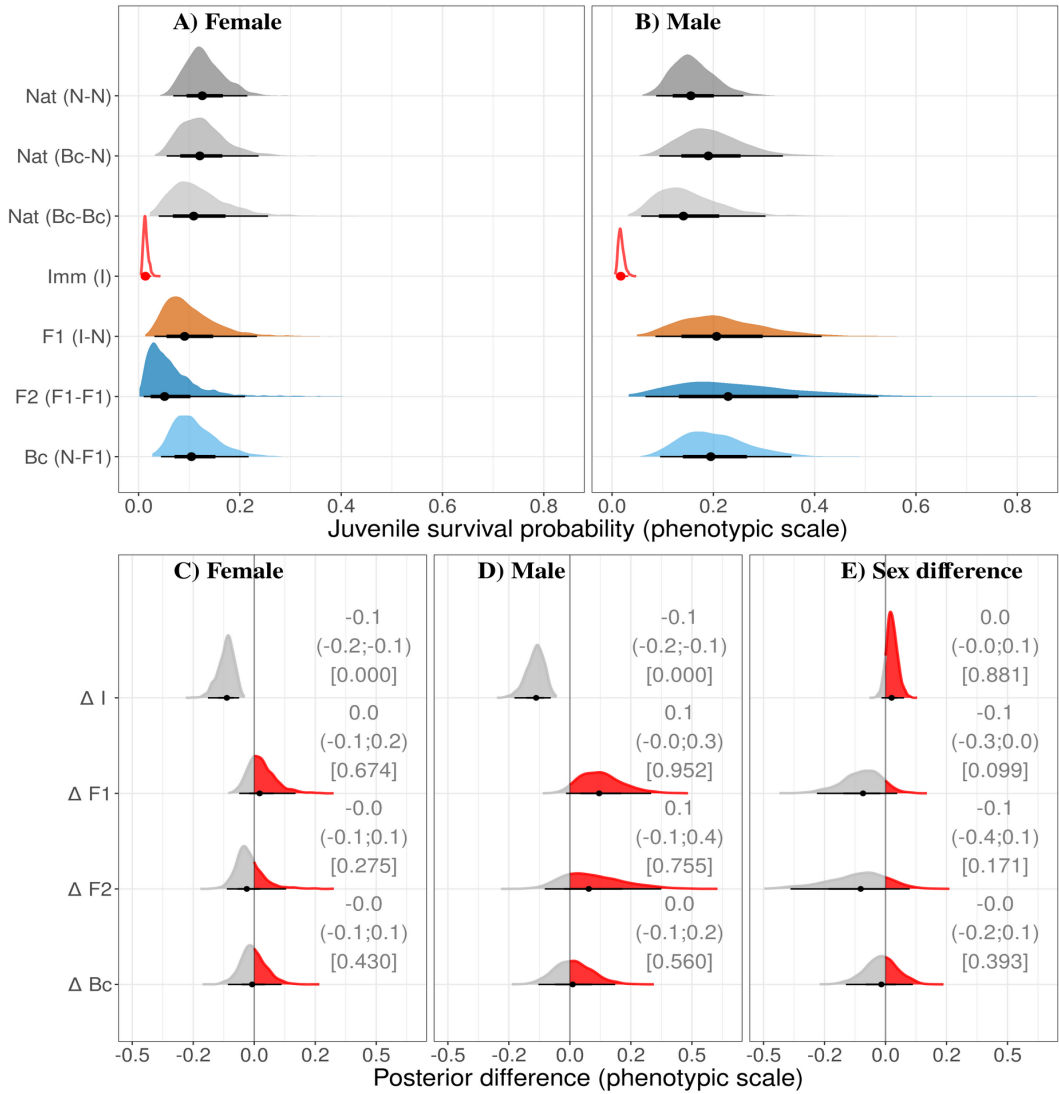 A) Female
B) Male
Nat (N-N)
Nat (Bc-N)
Nat (Bc-Bc)
Imm (I)
F1 (I-N)
F2 (F1-F1)
Bc (N-F1)
0.0 0.2 0.4 0.6 0.8
0.0 0.2 0.4 0.6 0.8
Juvenile survival probability (phenotypic scale)
C) Female
D) Male
E) Sex difference
Δ I
Δ F1
Δ F2
Δ Bc
-0.1
(-0.2;-0.1)
[0.000]
0.0
(-0.1;0.2)
[0.674]
-0.0
(-0.1;0.1)
[0.275]
-0.0
(-0.1;0.1)
[0.430]
-0.1
(-0.2;-0.1)
[0.000]
0.1
(-0.0;0.3)
[0.952]
0.1
(-0.1;0.4)
[0.755]
0.0
(-0.1;0.2)
[0.560]
0.0
(-0.0;0.1)
[0.881]
-0.1
(-0.3;0.0)
[0.099]
-0.1
(-0.4;0.1)
[0.171]
-0.0
(-0.2;0.1)
[0.393]
-0.5 -0.2 0.0 0.2 0.5
-0.5 -0.2 0.0 0.2 0.5
-0.5 -0.2 0.0 0.2 0.5
Posterior difference (phenotypic scale)